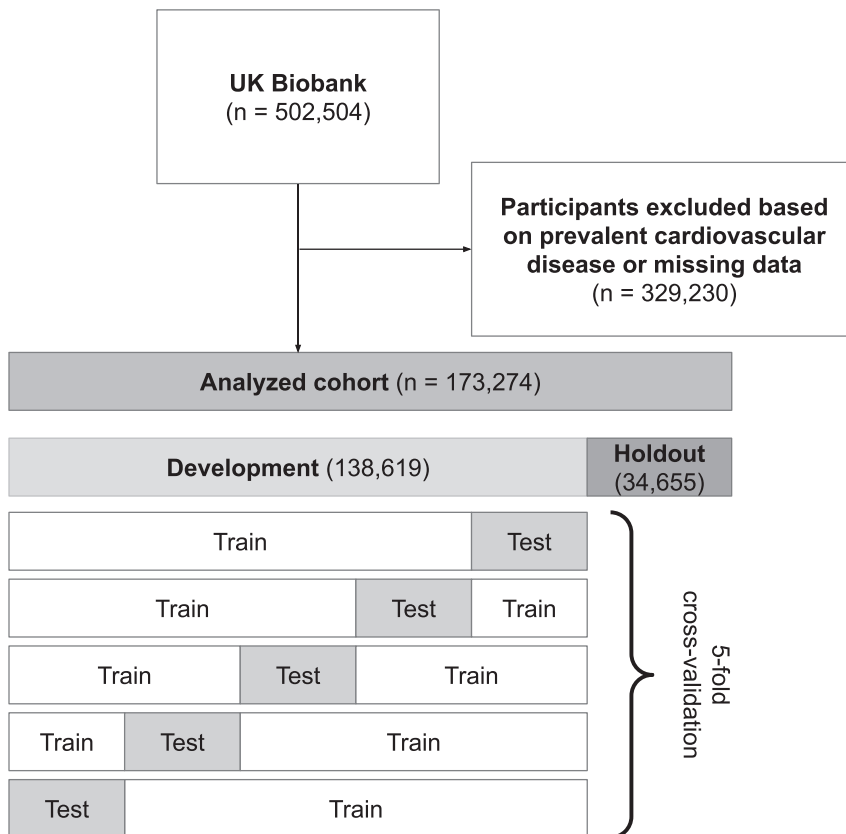 UK Biobank
(n = 502,504)
Participants excluded based
on prevalent cardiovascular
disease or missing data
(n = 329,230)
Analyzed cohort (n = 173,274)
Development (138,619)
Holdout
(34,655)
Train Test
Train Test Train
Train Test Train
Train Test Train
Test Train
5-fold
cross-validation